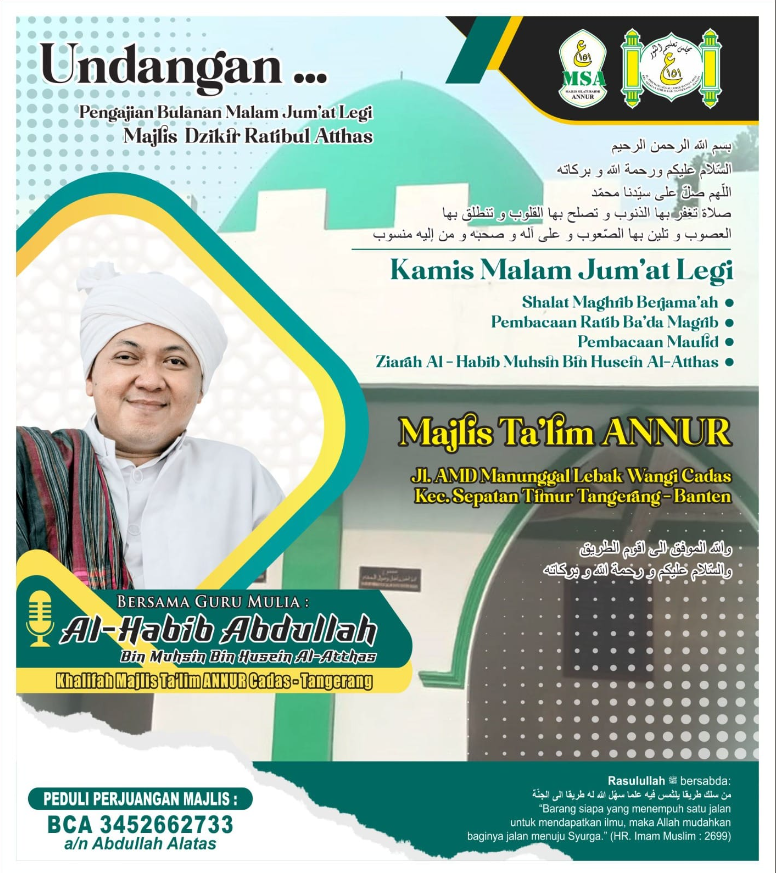 Undangan ...
Pengajian Bulanan Malam Jum'at Legi
Majlis Dzikir Ratibul Atthas
MSA
MAJLIS SILATURAHIM
ANNUR
بسم الله الرحمن الرحيم
السّلام عليكم ورحمة الله و بركاته
اللّهم صلّ على سيّدنا محمّد
صلاة تغفر بها الذنوب و تصلح بها القلوب و تنطلق بها
العصوب و تلين بها الصّعوب و على آله و صحبه و من إليه منسوب
Kamis Malam Jum'at Legi
Shalat Maghrib Berjama'ah ●
Pembacaan Ratib Ba'da Magrib ●
Pembacaan Maulid ●
Ziarah Al - Habib Muhsin Bin Husein Al-Atthas ●
Majlis Ta'lim ANNUR
Jl. AMD Manunggal Lebak Wangi Cadas
Kec. Sepatan Timur Tangerang - Banten
والله الموفق الى اقوم الطريق
والسّلام عليكم و رحمة الله و بركاته
BERSAMA GURU MULIA :
Al-Habib Abdullah
Bin Muhsin Bin Husein Al-Atthas
Khalifah Majlis Ta'lim ANNUR Cadas - Tangerang
PEDULI PERJUANGAN MAJLIS :
BCA 3452662733
a/n Abdullah Alatas
Rasulullah ﷺ bersabda:
من سلك طريقا يلتمس فيه علما سهّل الله له طريقا الى الجنّة
"Barang siapa yang menempuh satu jalan
untuk mendapatkan ilmu, maka Allah mudahkan
baginya jalan menuju Syurga." (HR. Imam Muslim : 2699)